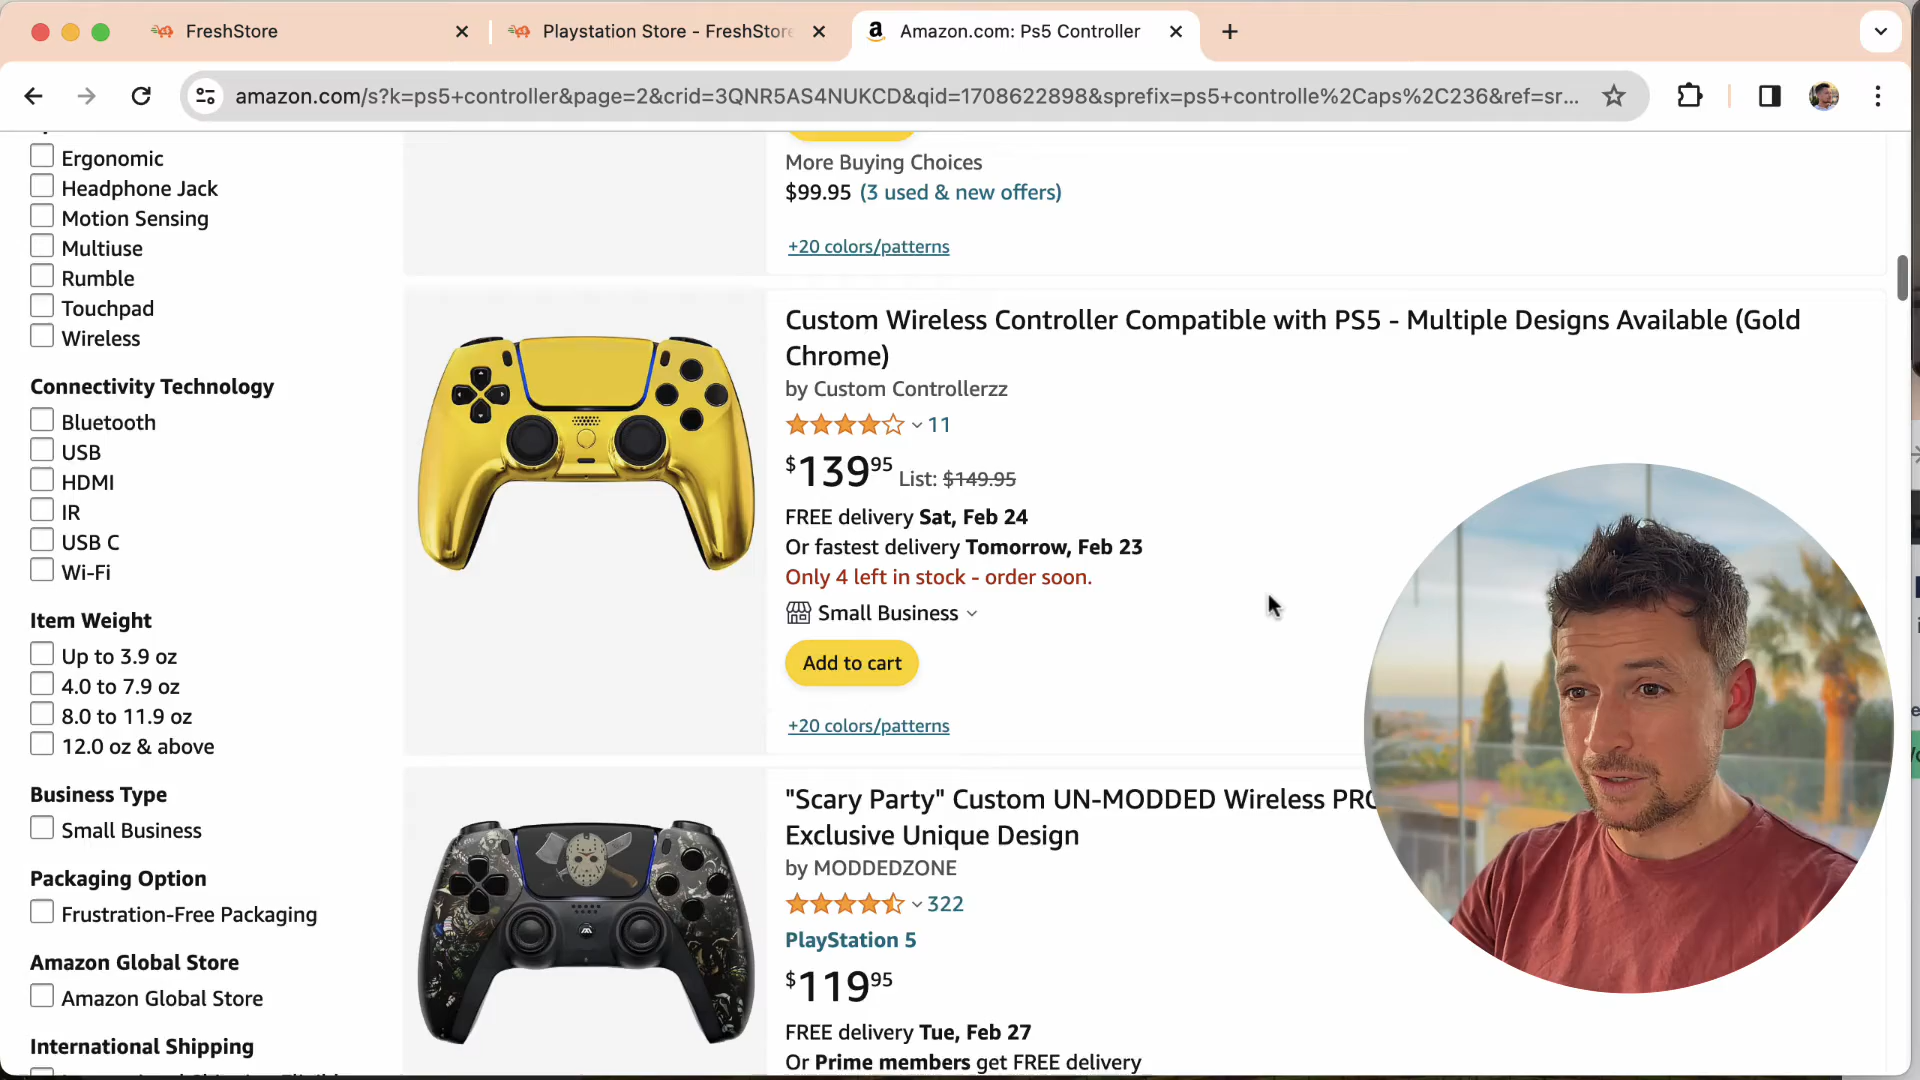 FreshStore
Playstation Store - FreshStore
Amazon.com: Ps5 Controller
amazon.com/s?k=ps5+controller&page=2&crid=3QNR5AS4NUKCD&qid=1708622898&sprefix=ps5+controlle%2Caps%2C236&ref=sr...
Ergonomic
Headphone Jack
Motion Sensing
Multiuse
Rumble
Touchpad
Wireless
Connectivity Technology
Bluetooth
USB
HDMI
IR
USB C
Wi-Fi
Item Weight
Up to 3.9 oz
4.0 to 7.9 oz
8.0 to 11.9 oz
12.0 oz & above
Business Type
Small Business
Packaging Option
Frustration-Free Packaging
Amazon Global Store
Amazon Global Store
International Shipping
More Buying Choices
$99.95 (3 used & new offers)
+20 colors/patterns
Custom Wireless Controller Compatible with PS5 - Multiple Designs Available (Gold
Chrome)
by Custom Controllerzz
11
$139.95 List: $149.95
FREE delivery Sat, Feb 24
Or fastest delivery Tomorrow, Feb 23
Only 4 left in stock - order soon.
Small Business
Add to cart
+20 colors/patterns
"Scary Party" Custom UN-MODDED Wireless PRO
Exclusive Unique Design
by MODDEDZONE
322
PlayStation 5
$119.95
FREE delivery Tue, Feb 27
Or Prime members get FREE delivery